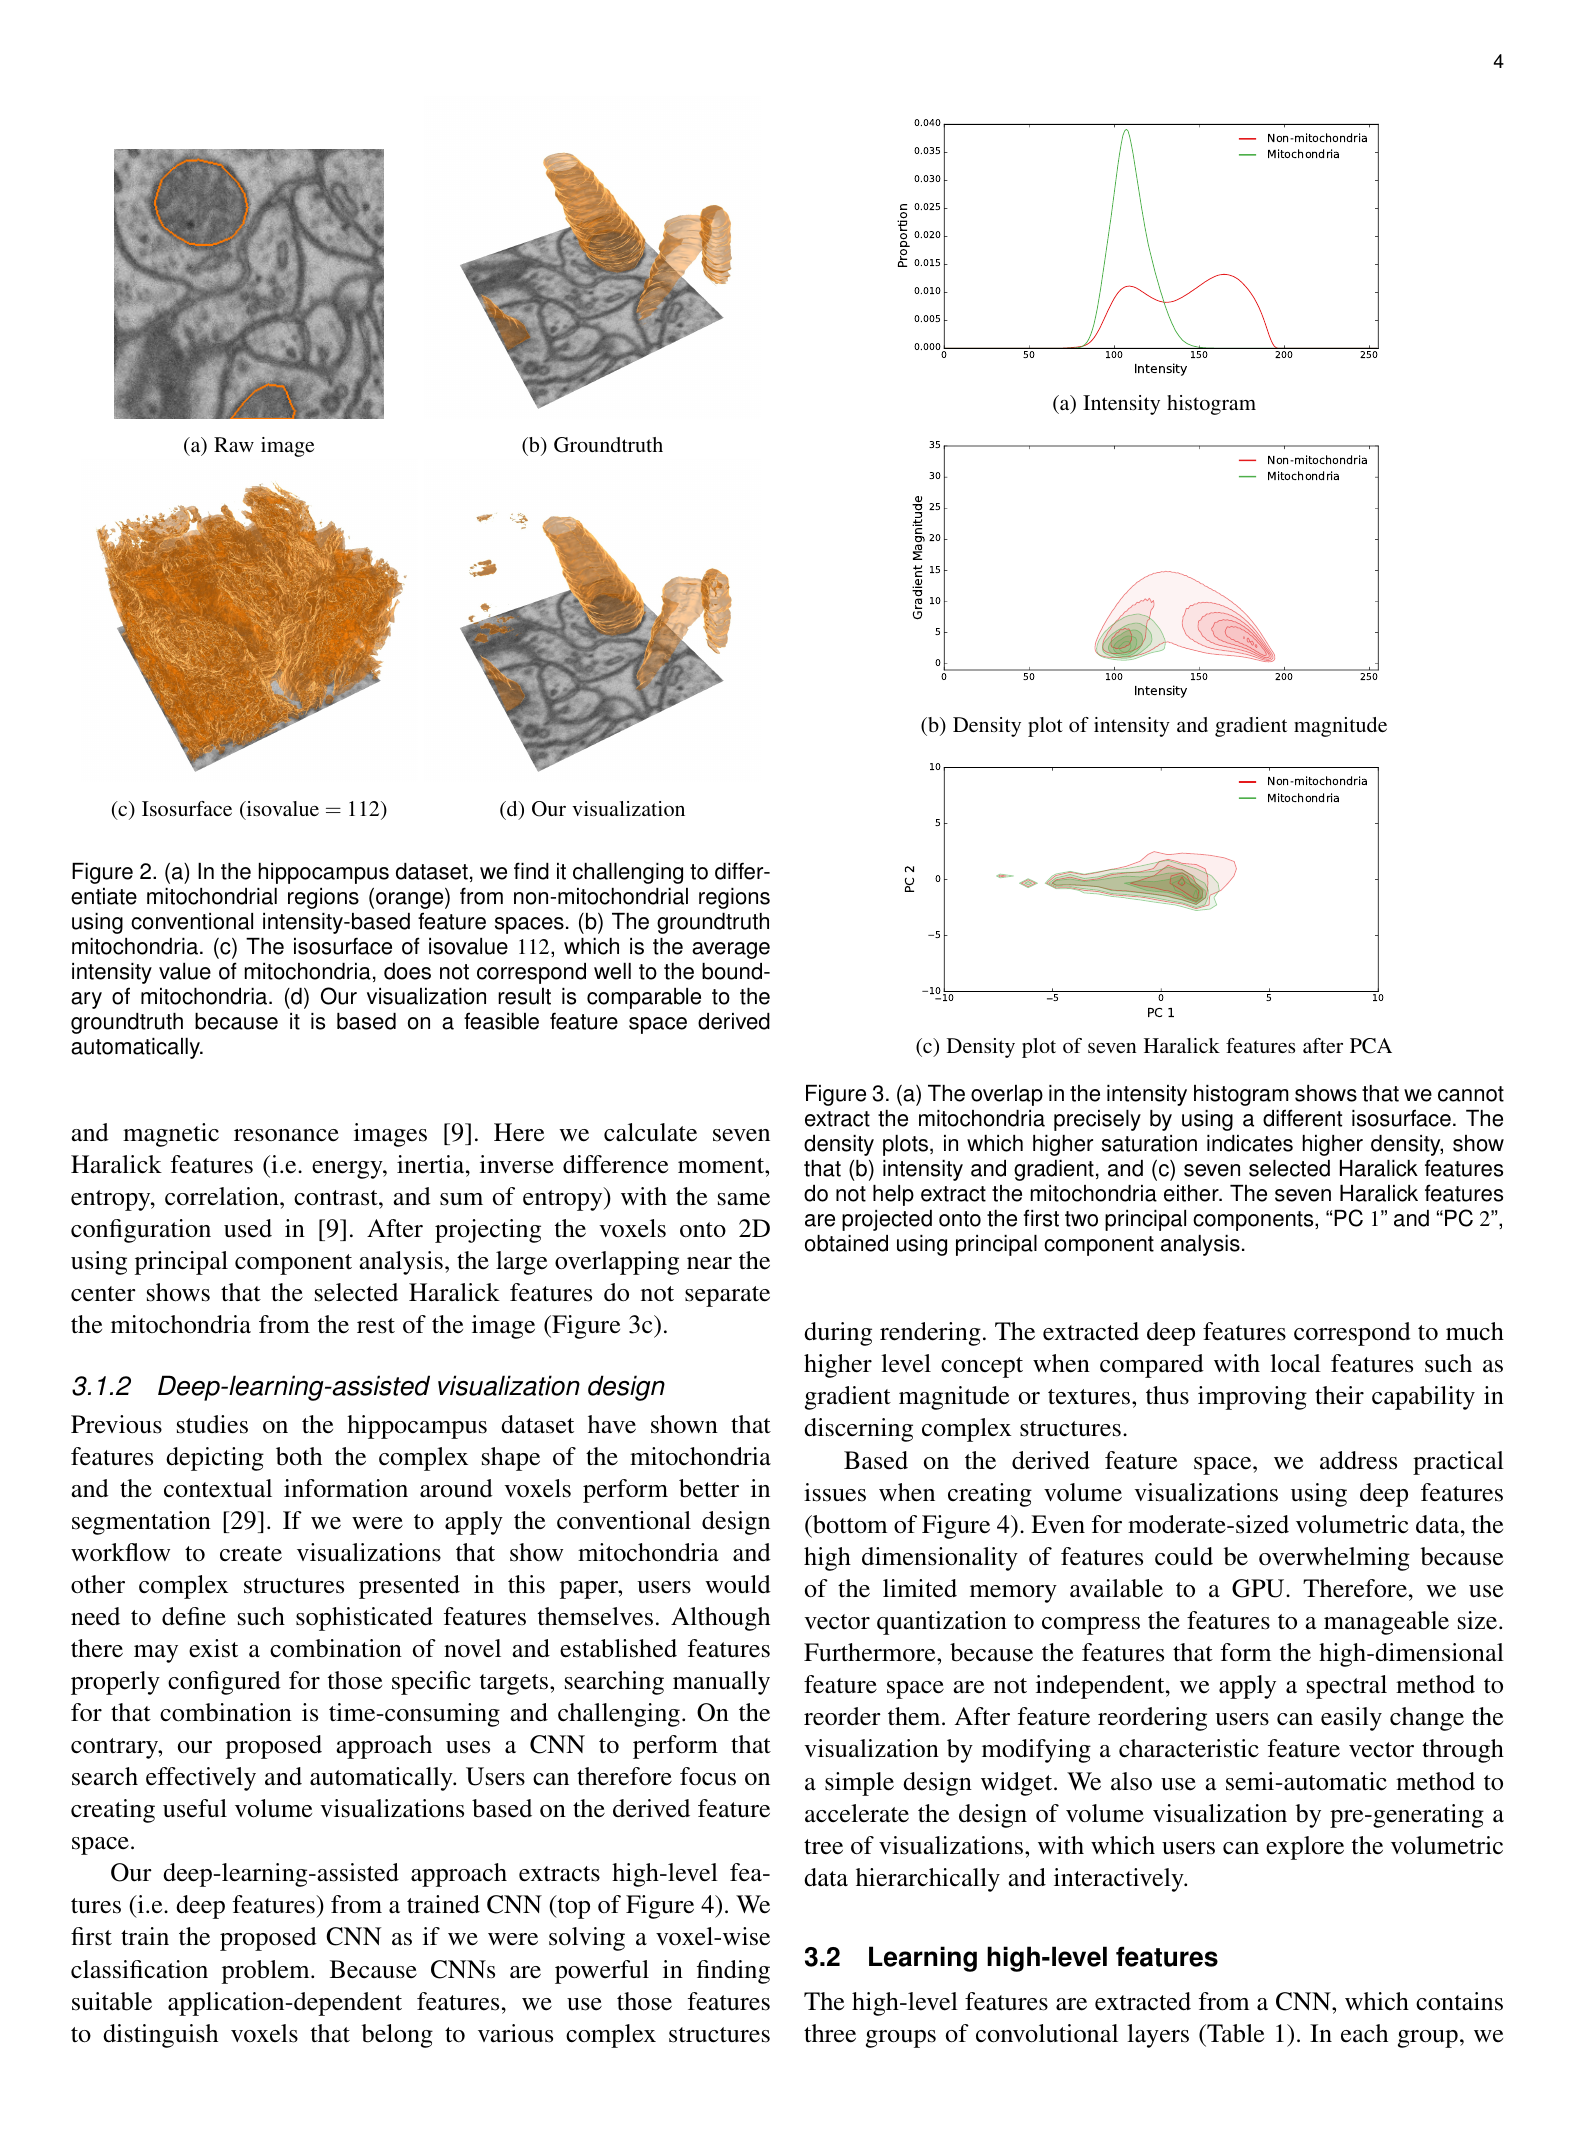 4
(a) Raw image
(b) Groundtruth
(c) Isosurface (isovalue = 112)
(d) Our visualization
Figure 2. (a) In the hippocampus dataset, we find it challenging to differ-
entiate mitochondrial regions (orange) from non-mitochondrial regions
using conventional intensity-based feature spaces. (b) The groundtruth
mitochondria. (c) The isosurface of isovalue 112, which is the average
intensity value of mitochondria, does not correspond well to the bound-
ary of mitochondria. (d) Our visualization result is comparable to the
groundtruth because it is based on a feasible feature space derived
automatically.
and magnetic resonance images [9]. Here we calculate seven
Haralick features (i.e. energy, inertia, inverse difference moment,
entropy, correlation, contrast, and sum of entropy) with the same
configuration used in [9]. After projecting the voxels onto 2D
using principal component analysis, the large overlapping near the
center shows that the selected Haralick features do not separate
the mitochondria from the rest of the image (Figure 3c).
3.1.2 Deep-learning-assisted visualization design
Previous studies on the hippocampus dataset have shown that
features depicting both the complex shape of the mitochondria
and the contextual information around voxels perform better in
segmentation [29]. If we were to apply the conventional design
workflow to create visualizations that show mitochondria and
other complex structures presented in this paper, users would
need to define such sophisticated features themselves. Although
there may exist a combination of novel and established features
properly configured for those specific targets, searching manually
for that combination is time-consuming and challenging. On the
contrary, our proposed approach uses a CNN to perform that
search effectively and automatically. Users can therefore focus on
creating useful volume visualizations based on the derived feature
space.
Our deep-learning-assisted approach extracts high-level fea-
tures (i.e. deep features) from a trained CNN (top of Figure 4). We
first train the proposed CNN as if we were solving a voxel-wise
classification problem. Because CNNs are powerful in finding
suitable application-dependent features, we use those features
to distinguish voxels that belong to various complex structures
0.040
0.035
0.030
0.025
0.020
0.015
0.010
0.005
0.000
Proportion
Non-mitochondria
Mitochondria
0 50 100 150 200 250
Intensity
(a) Intensity histogram
35
30
25
20
15
10
5
0
Gradient Magnitude
Non-mitochondria
Mitochondria
0 50 100 150 200 250
Intensity
(b) Density plot of intensity and gradient magnitude
10
5
0
−5
−10
PC 2
Non-mitochondria
Mitochondria
−10 −5 0 5 10
PC 1
(c) Density plot of seven Haralick features after PCA
Figure 3. (a) The overlap in the intensity histogram shows that we cannot
extract the mitochondria precisely by using a different isosurface. The
density plots, in which higher saturation indicates higher density, show
that (b) intensity and gradient, and (c) seven selected Haralick features
do not help extract the mitochondria either. The seven Haralick features
are projected onto the first two principal components, “PC 1” and “PC 2”,
obtained using principal component analysis.
during rendering. The extracted deep features correspond to much
higher level concept when compared with local features such as
gradient magnitude or textures, thus improving their capability in
discerning complex structures.
Based on the derived feature space, we address practical
issues when creating volume visualizations using deep features
(bottom of Figure 4). Even for moderate-sized volumetric data, the
high dimensionality of features could be overwhelming because
of the limited memory available to a GPU. Therefore, we use
vector quantization to compress the features to a manageable size.
Furthermore, because the features that form the high-dimensional
feature space are not independent, we apply a spectral method to
reorder them. After feature reordering users can easily change the
visualization by modifying a characteristic feature vector through
a simple design widget. We also use a semi-automatic method to
accelerate the design of volume visualization by pre-generating a
tree of visualizations, with which users can explore the volumetric
data hierarchically and interactively.
3.2 Learning high-level features
The high-level features are extracted from a CNN, which contains
three groups of convolutional layers (Table 1). In each group, we